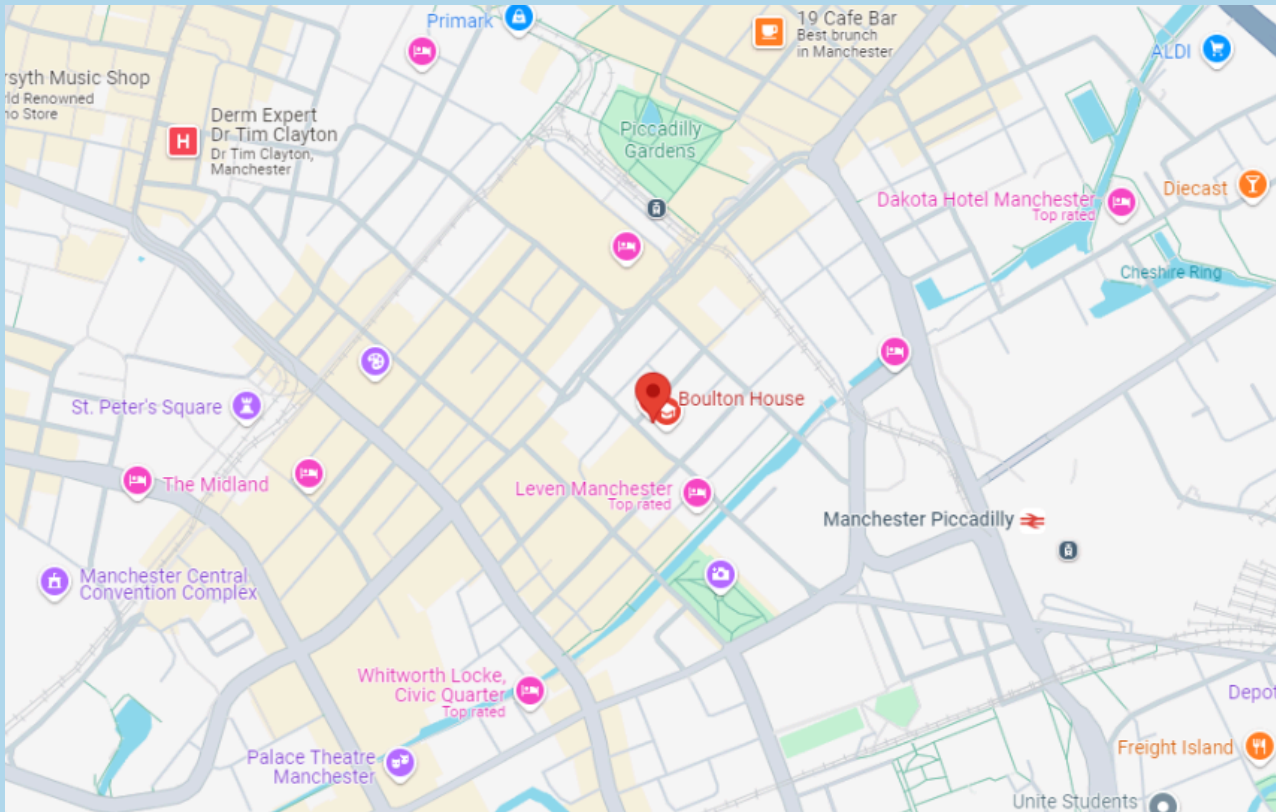 Primark
19 Cafe Bar
Best brunch
in Manchester
ALDI
rsyth Music Shop
rld Renowned
no Store
Derm Expert
Dr Tim Clayton
Dr Tim Clayton,
Manchester
H
Piccadilly
Gardens
Dakota Hotel Manchester
Top rated
Diecast
Cheshire Ring
St. Peter's Square
Boulton House
The Midland
Leven Manchester
Top rated
Manchester Piccadilly
Manchester Central
Convention Complex
Whitworth Locke,
Civic Quarter
Top rated
Depot
Palace Theatre
Manchester
Freight Island
Unite Students